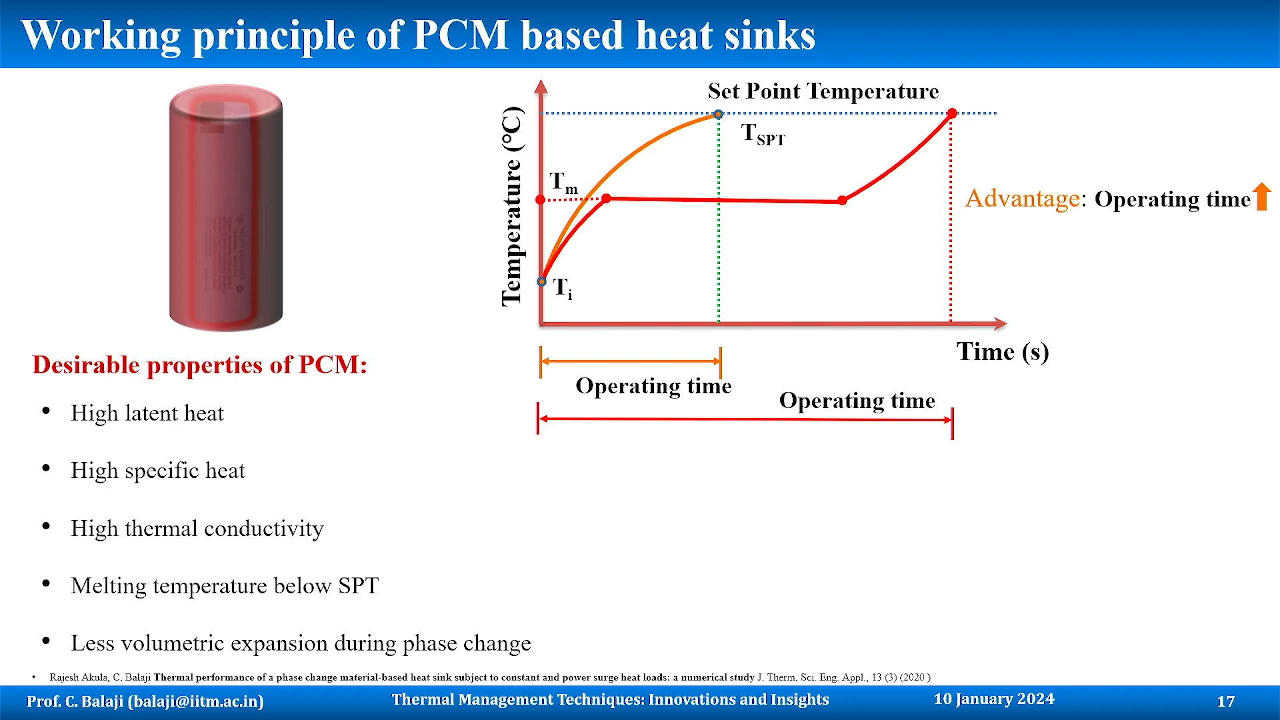 Working principle of PCM based heat sinks
Set Point Temperature
T_SPT
Temperature (℃)
T_m
T_i
Advantage: Operating time
Time (s)
Operating time
Operating time
Desirable properties of PCM:
• High latent heat
• High specific heat
• High thermal conductivity
• Melting temperature below SPT
• Less volumetric expansion during phase change
• Rajesh Akula, C. Balaji Thermal performance of a phase change material-based heat sink subject to constant and power surge heat loads: a numerical study J. Therm. Sci. Eng. Appl., 13 (3) (2020 )
Prof. C. Balaji (balaji@iitm.ac.in)
Thermal Management Techniques: Innovations and Insights
10 January 2024
17